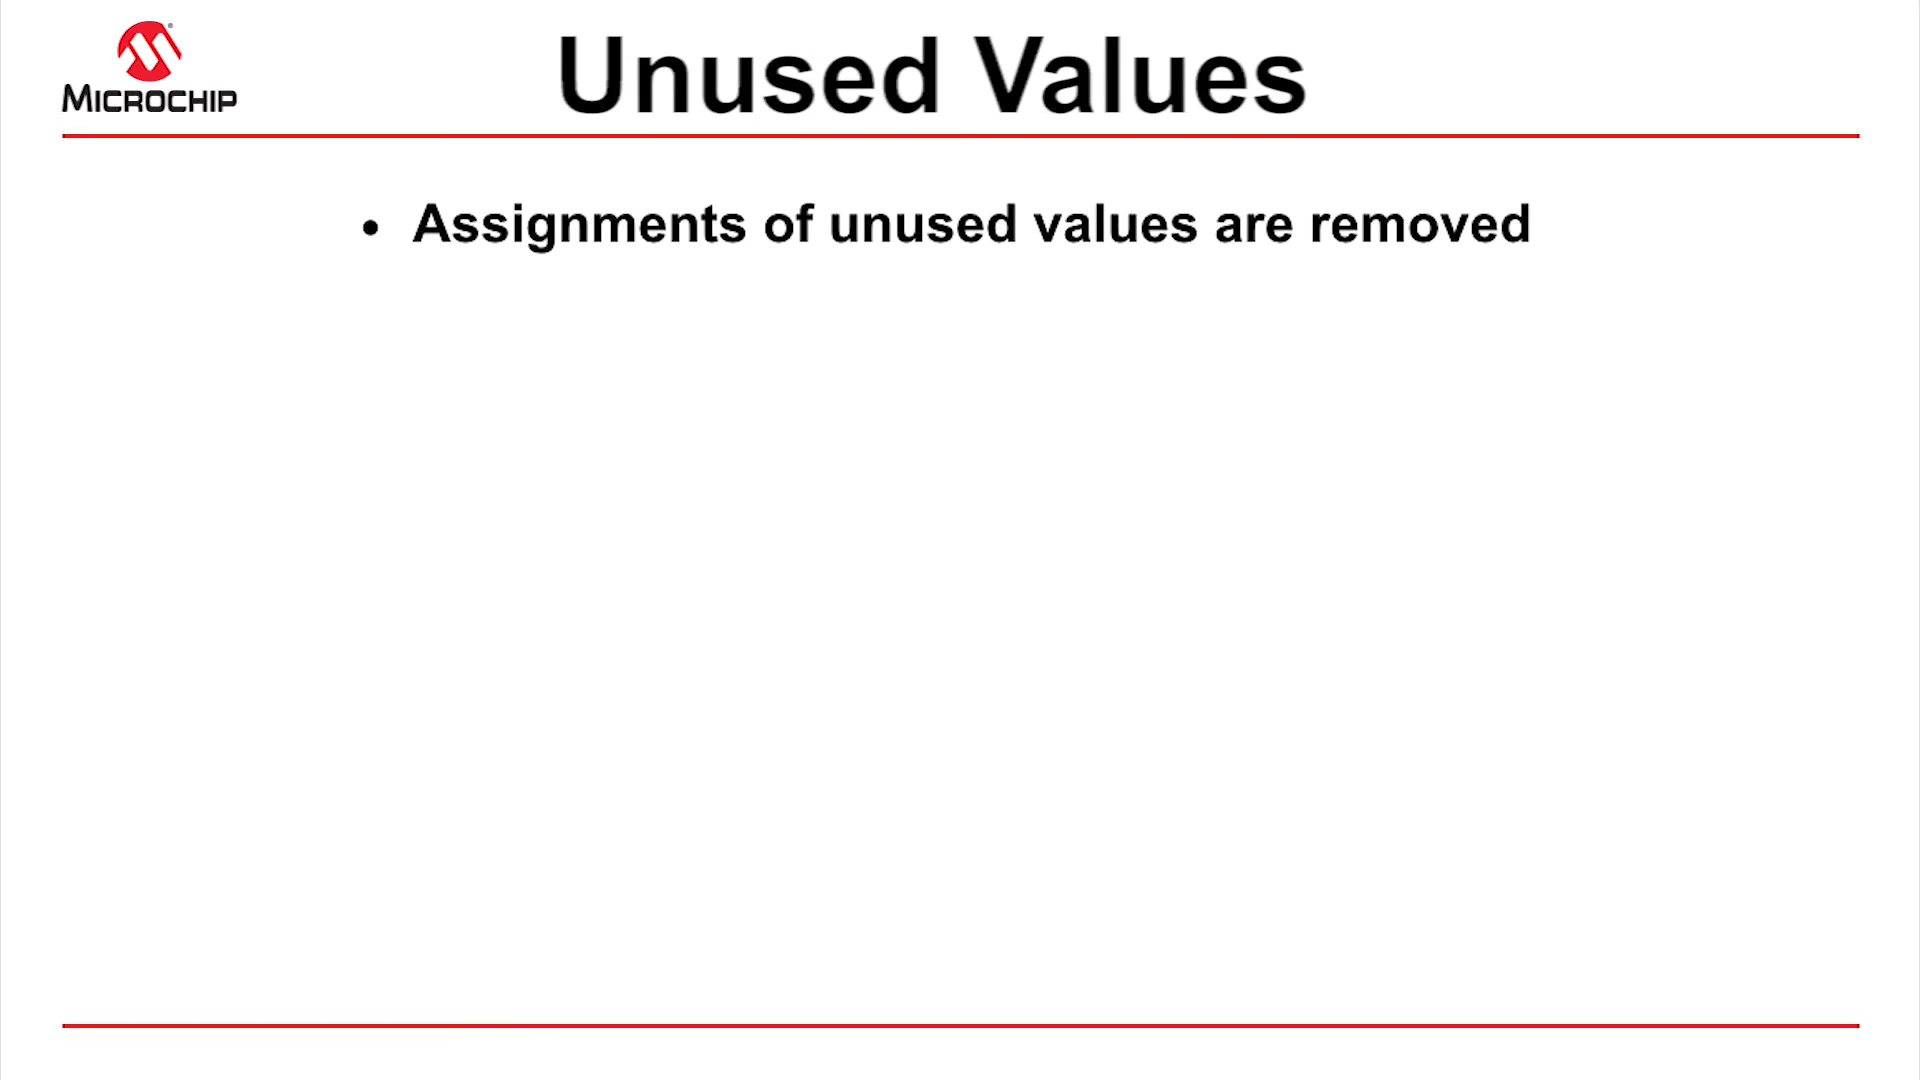 MICROCHIP
Unused Values
• Assignments of unused values are removed